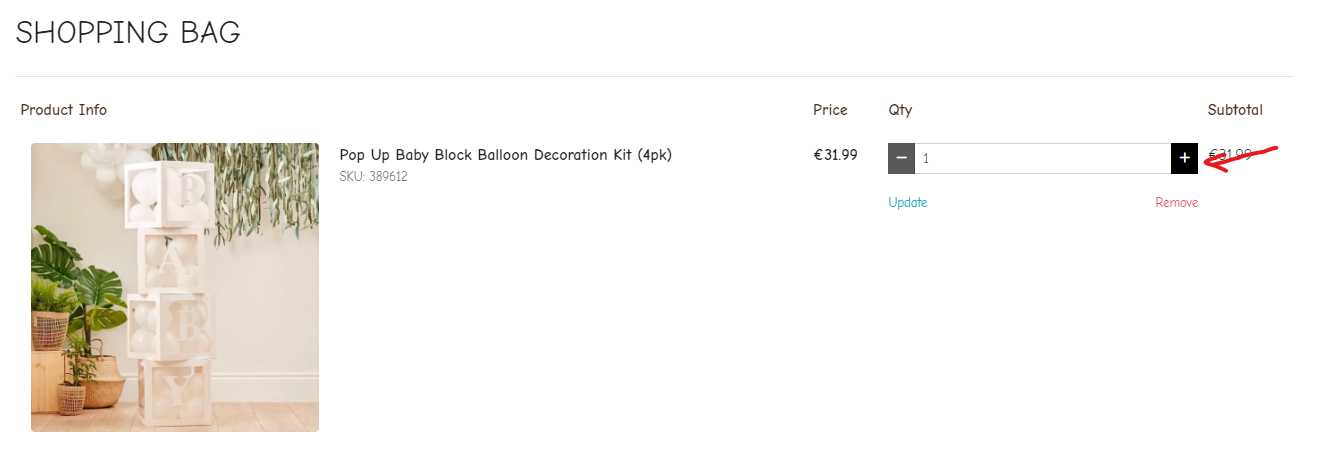 SHOPPING BAG
Product Info Price Qty Subtotal
Pop Up Baby Block Balloon Decoration Kit (4pk) €31.99 − 1 + €31.99
SKU: 389612
Update Remove
B
A
B
Y